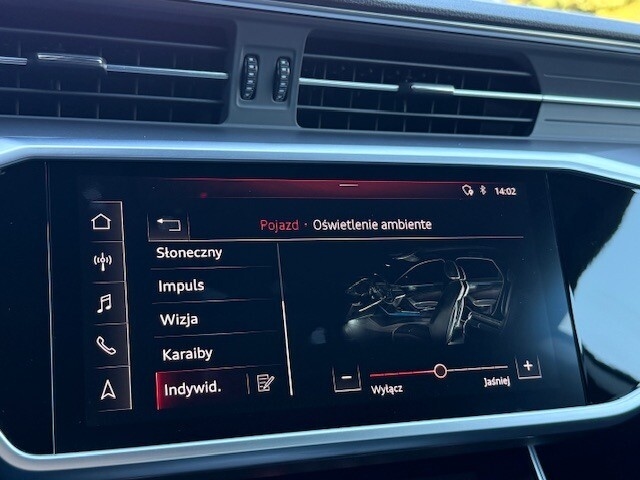 14:02
Pojazd · Oświetlenie ambiente
Słoneczny
Impuls
Wizja
Karaiby
Indywid.
- +
Wyłącz Jaśniej